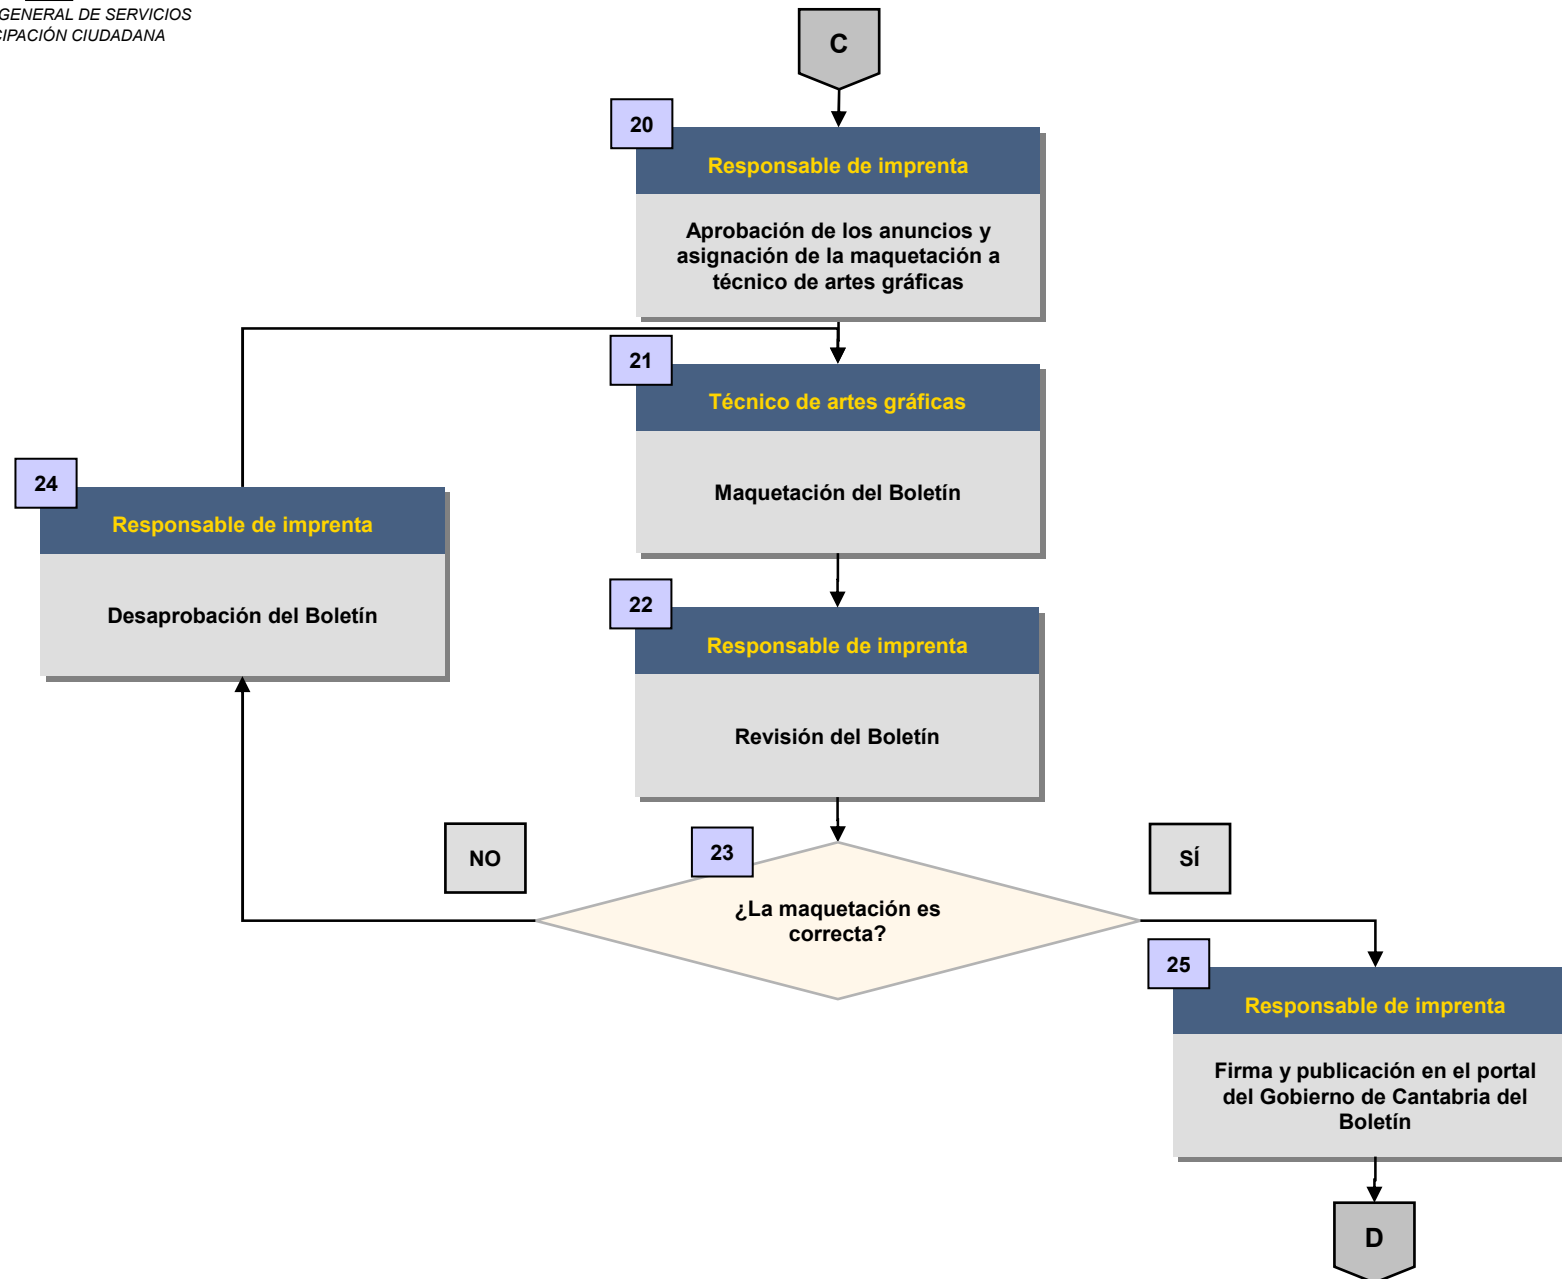 GENERAL DE SERVICIOS
CIUDADANA
C
20
Responsable de imprenta
Aprobación de los anuncios y
asignación de la maquetación a
técnico de artes gráficas
21
Técnico de artes gráficas
Maquetación del Boletín
24
Responsable de imprenta
Desaprobación del Boletín
22
Responsable de imprenta
Revisión del Boletín
NO
23
SÍ
¿La maquetación es
correcta?
25
Responsable de imprenta
Firma y publicación en el portal
del Gobierno de Cantabria del
Boletín
D